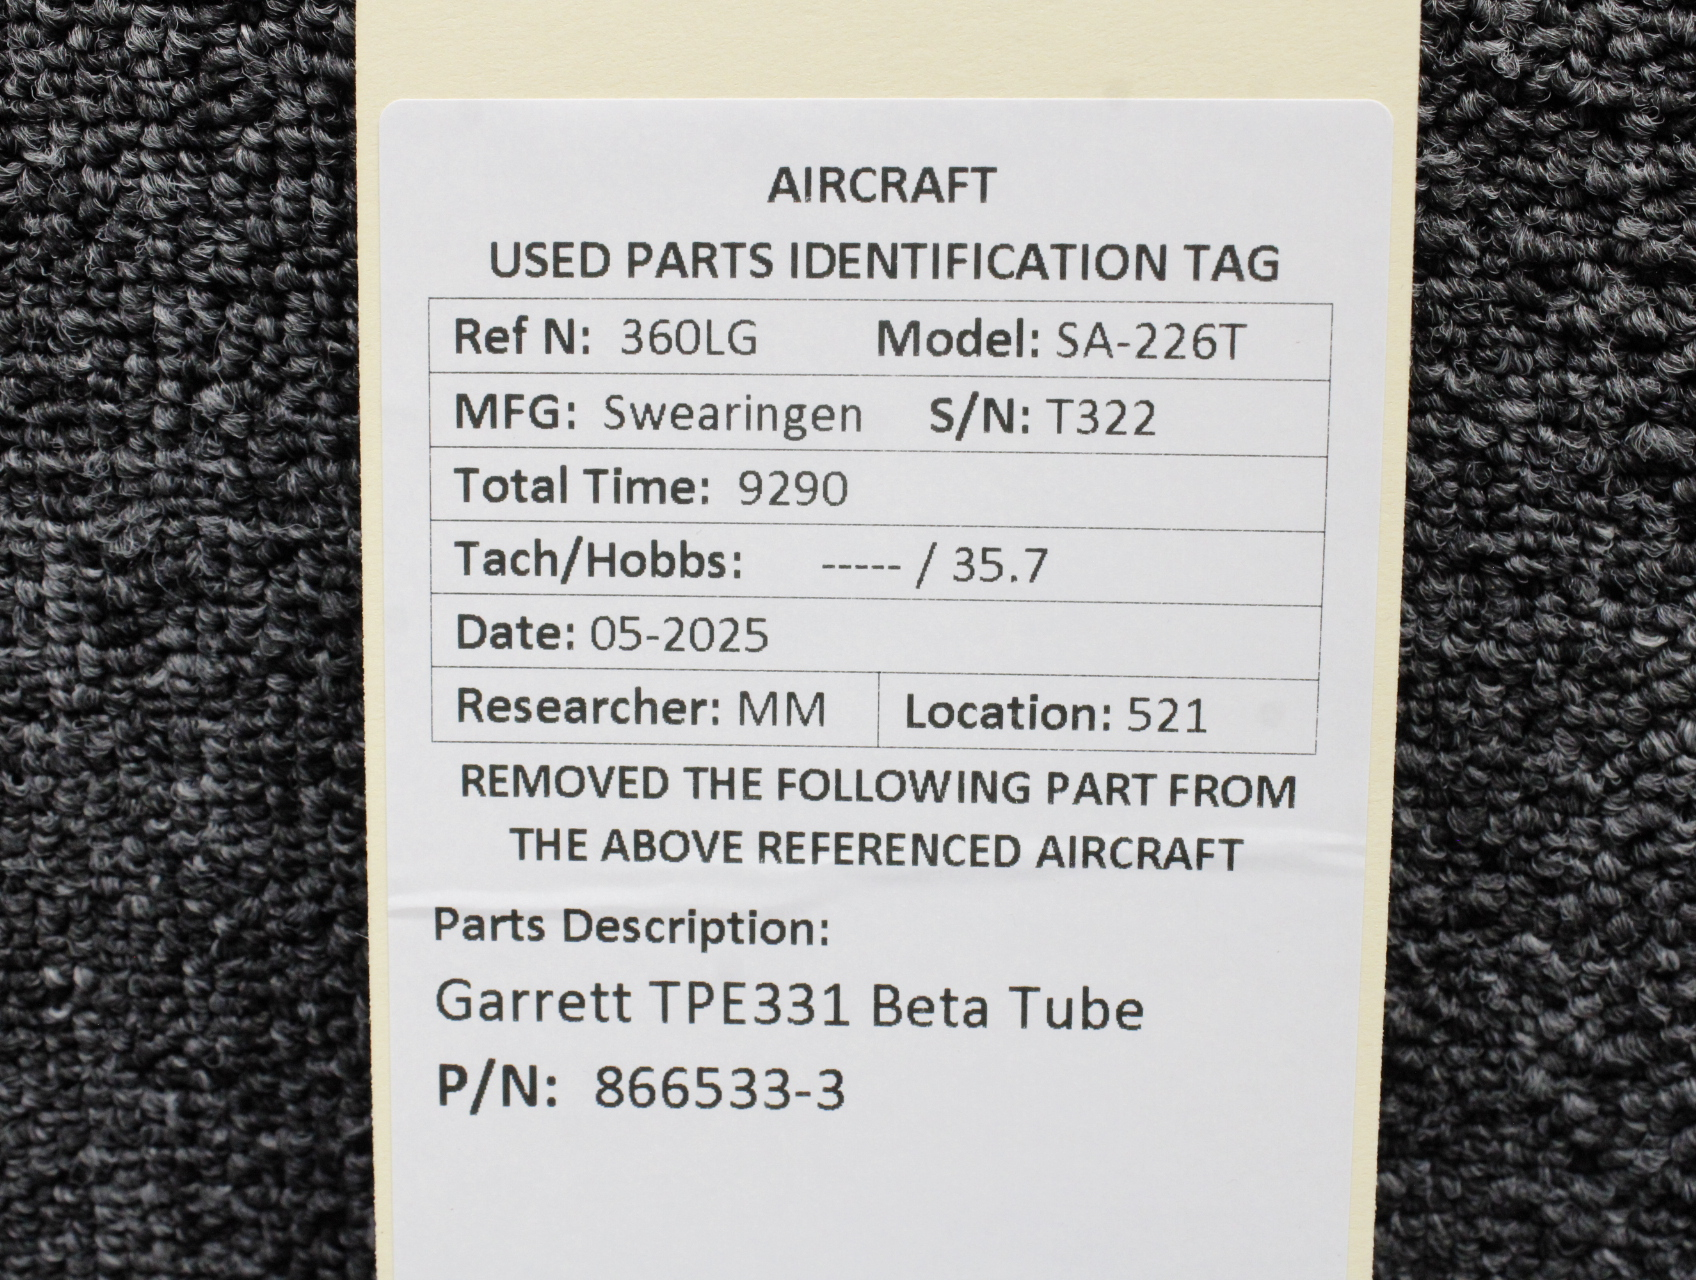 AIRCRAFT
USED PARTS IDENTIFICATION TAG
Ref N: 360LG Model: SA-226T
MFG: Swearingen S/N: T322
Total Time: 9290
Tach/Hobbs: ----- / 35.7
Date: 05-2025
Researcher: MM Location: 521
REMOVED THE FOLLOWING PART FROM
THE ABOVE REFERENCED AIRCRAFT
Parts Description:
Garrett TPE331 Beta Tube
P/N: 866533-3